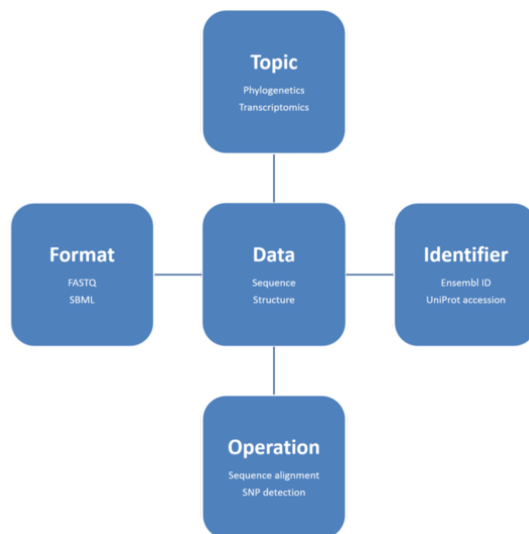 Topic
Phylogenetics
Transcriptomics
Format
FASTQ
SBML
Data
Sequence
Structure
Identifier
Ensembl ID
UniProt accession
Operation
Sequence alignment
SNP detection